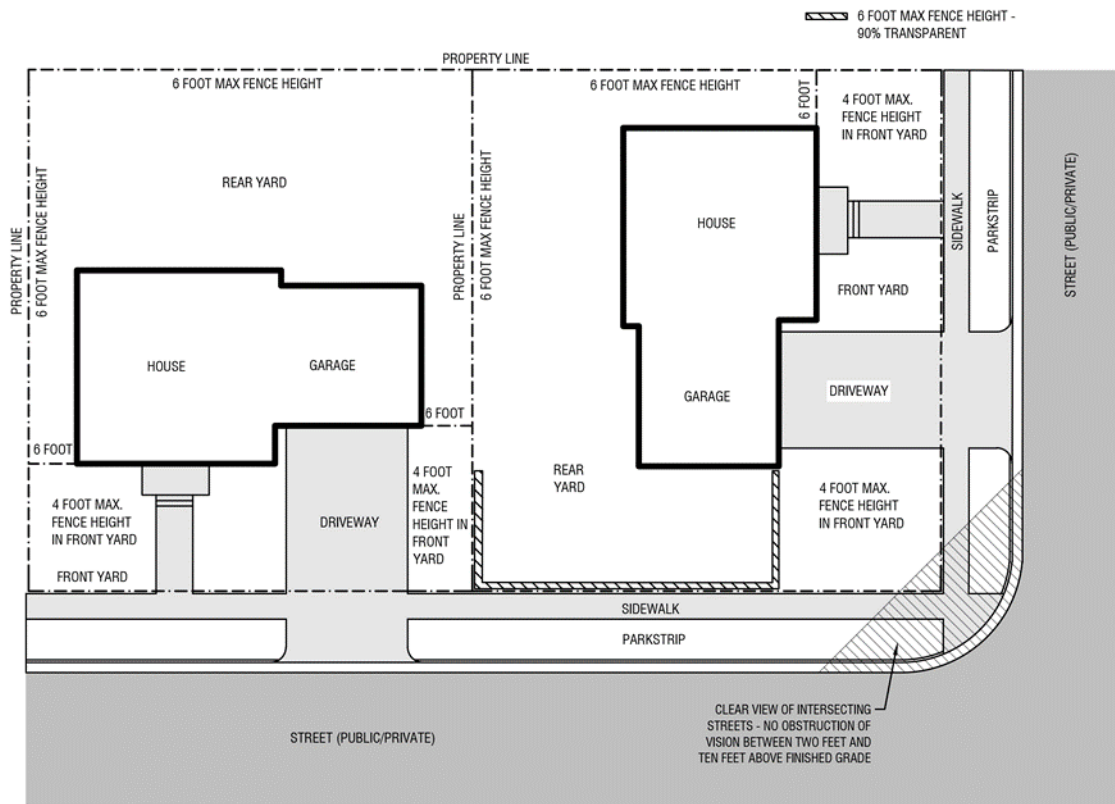 6 FOOT MAX FENCE HEIGHT -
90% TRANSPARENT
PROPERTY LINE
6 FOOT MAX FENCE HEIGHT
6 FOOT MAX FENCE HEIGHT
6 FOOT
4 FOOT MAX.
FENCE HEIGHT
IN FRONT YARD
REAR YARD
PROPERTY LINE
6 FOOT MAX FENCE HEIGHT
PROPERTY LINE
6 FOOT MAX FENCE HEIGHT
HOUSE
SIDEWALK
PARKSTRIP
STREET (PUBLIC/PRIVATE)
FRONT YARD
HOUSE
GARAGE
GARAGE
DRIVEWAY
6 FOOT
6 FOOT
4 FOOT MAX.
FENCE HEIGHT
IN FRONT YARD
FRONT YARD
DRIVEWAY
4 FOOT
MAX.
FENCE
HEIGHT IN
FRONT
YARD
REAR
YARD
4 FOOT MAX.
FENCE HEIGHT
IN FRONT YARD
SIDEWALK
PARKSTRIP
CLEAR VIEW OF INTERSECTING
STREETS - NO OBSTRUCTION OF
VISION BETWEEN TWO FEET AND
TEN FEET ABOVE FINISHED GRADE
STREET (PUBLIC/PRIVATE)